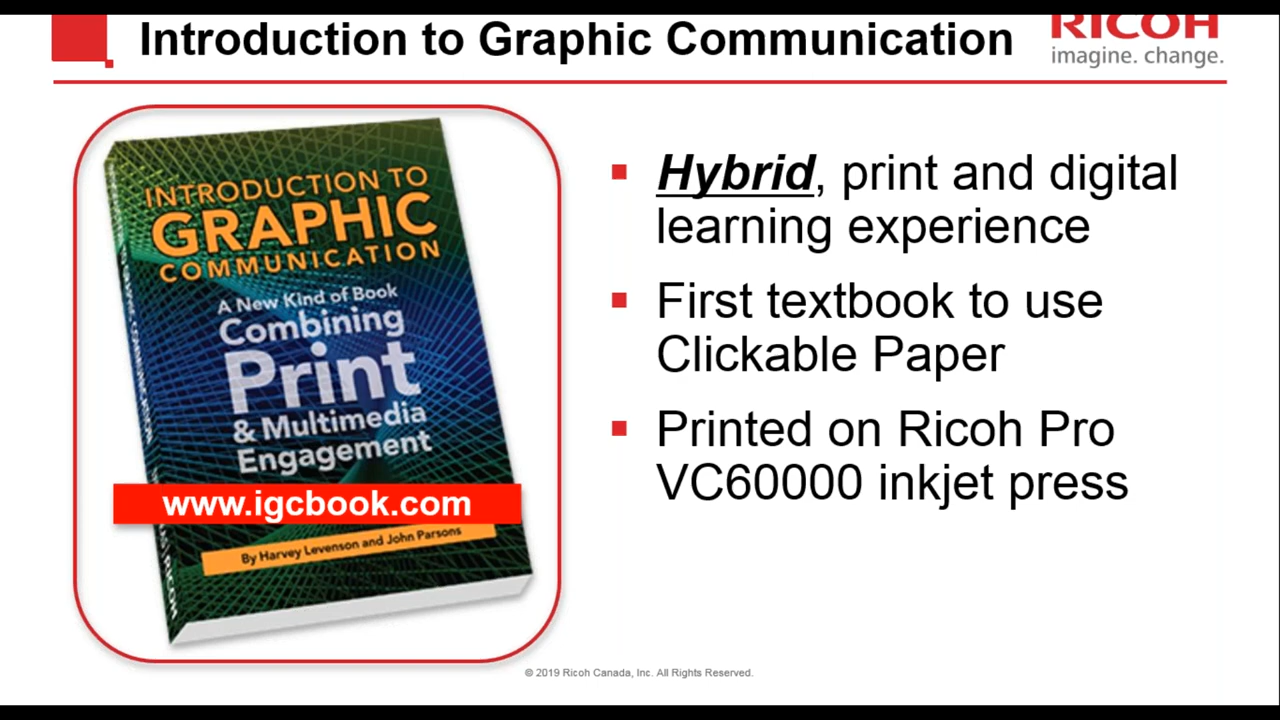 Introduction to Graphic Communication
RICOH
imagine. change.
INTRODUCTION TO
GRAPHIC
COMMUNICATION
A New Kind of Book
Combining
Print
& Multimedia
Engagement
www.igcbook.com
By Harvey Levenson and John Parsons
Hybrid, print and digital
learning experience
First textbook to use
Clickable Paper
Printed on Ricoh Pro
VC60000 inkjet press
© 2019 Ricoh Canada, Inc. All Rights Reserved.